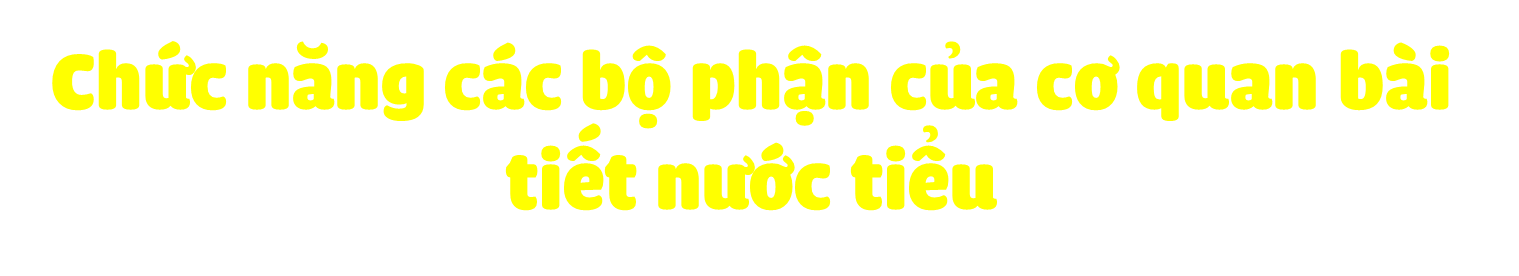 Chức năng các bộ phận của cơ quan bài
tiết nước tiểu